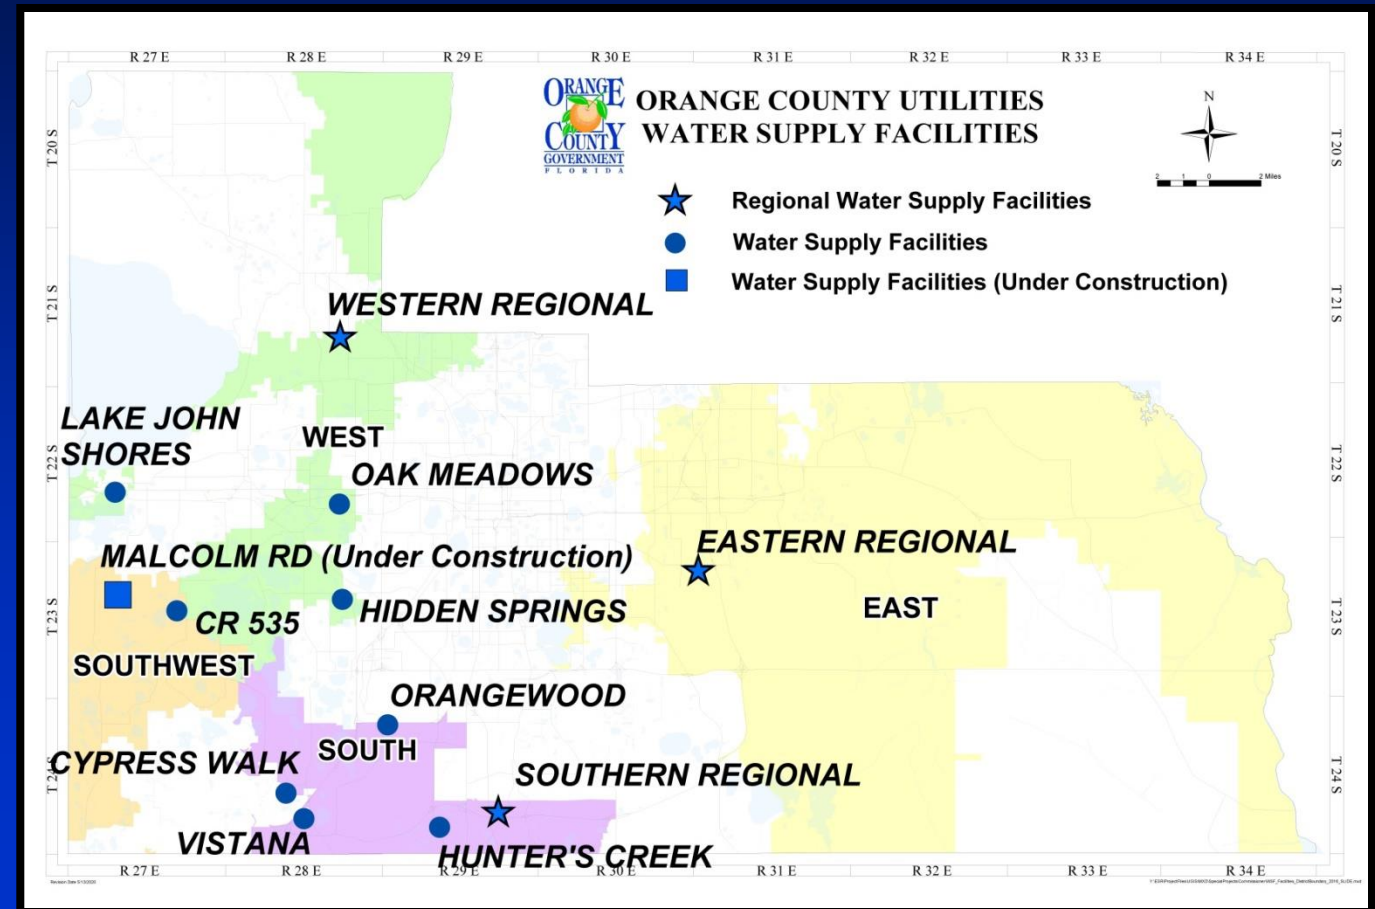 R 27 E R 28 E R 29 E R 30 E R 31 E R 32 E R 33 E R 34 E
ORANGE
COUNTY
GOVERNMENT
FLORIDA
ORANGE COUNTY UTILITIES
WATER SUPPLY FACILITIES
N
2 1 0 2 Miles
Regional Water Supply Facilities
Water Supply Facilities
Water Supply Facilities (Under Construction)
T 20 S T 20 S
T 21 S T 21 S
WESTERN REGIONAL
LAKE JOHN
SHORES
WEST
T 22 S T 22 S
OAK MEADOWS
MALCOLM RD (Under Construction)
EASTERN REGIONAL
T 23 S T 23 S
CR 535
HIDDEN SPRINGS
EAST
SOUTHWEST
ORANGEWOOD
SOUTH
CYPRESS WALK
SOUTHERN REGIONAL
T 24 S
VISTANA
HUNTER'S CREEK
R 27 E R 28 E R 29 E R 30 E R 31 E R 32 E R 33 E R 34 E